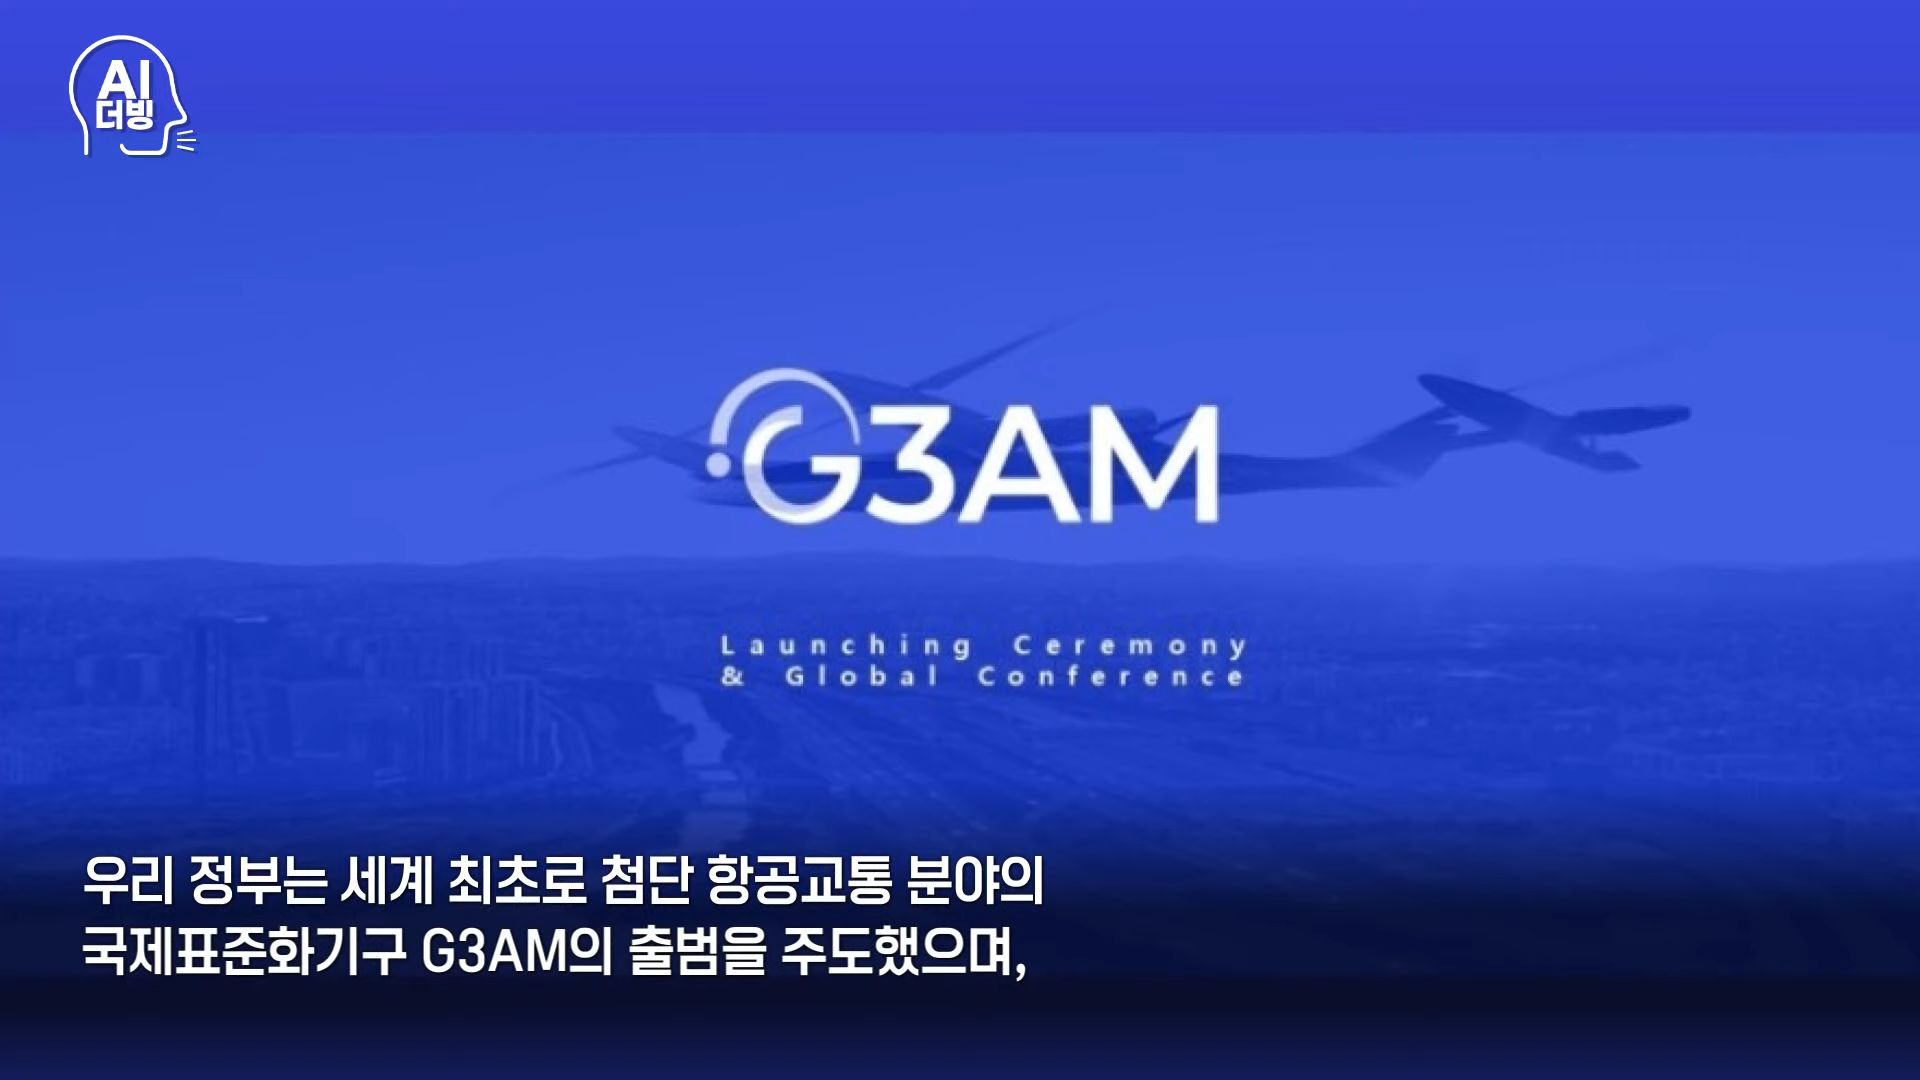 AI
더빙
G3AM
Launching Ceremony
& Global Conference
우리 정부는 세계 최초로 첨단 항공교통 분야의
국제표준화기구 G3AM의 출범을 주도했으며,